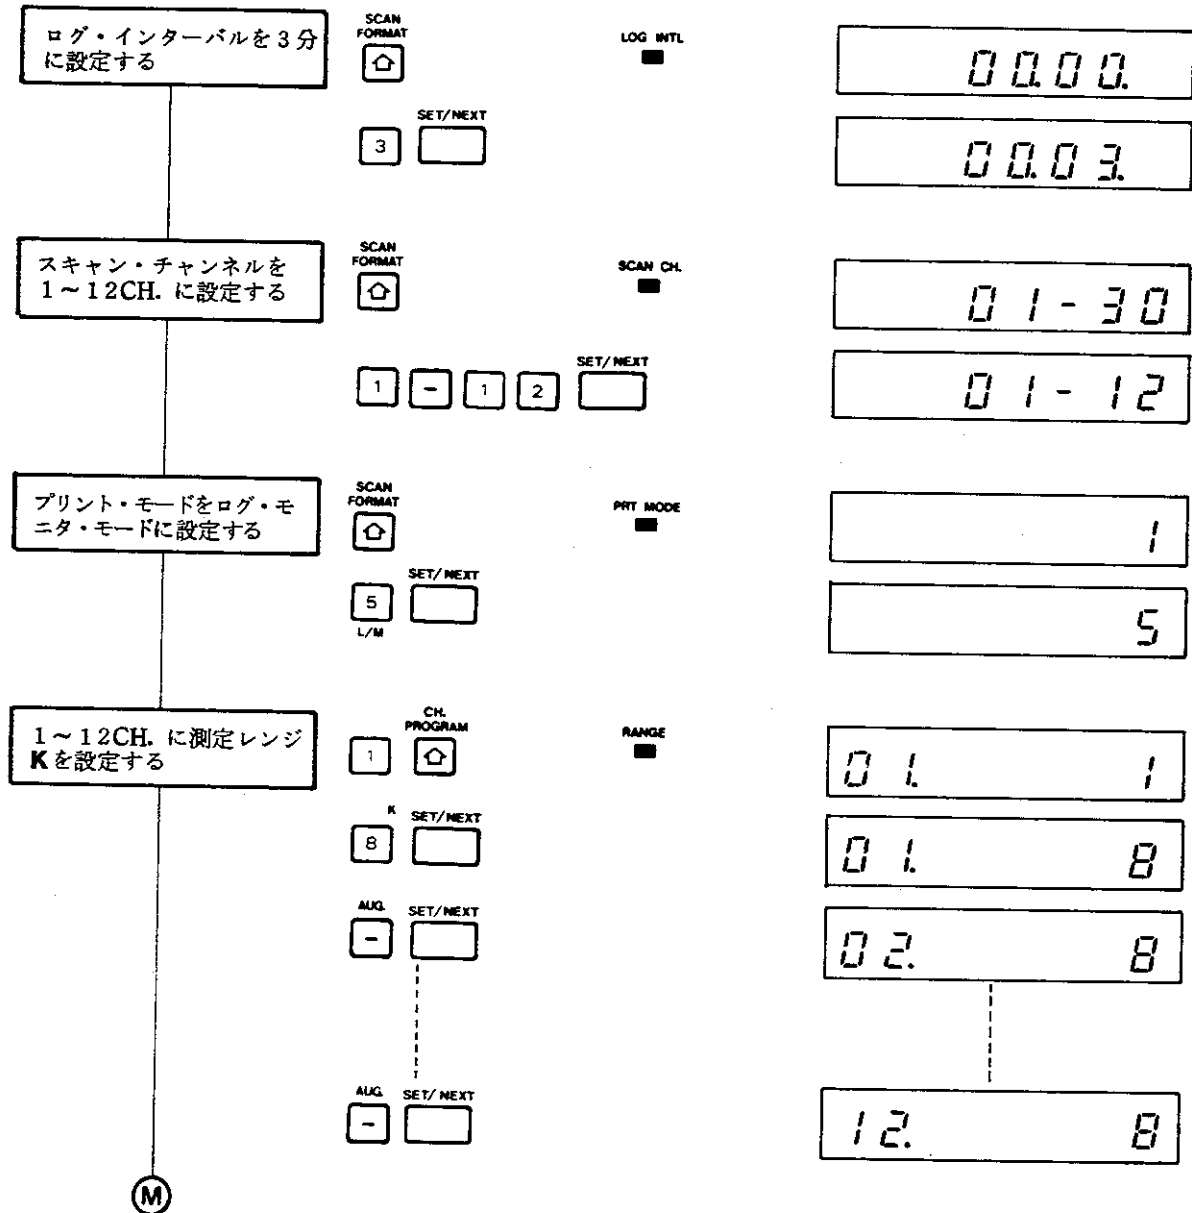 ログ・インターバルを3分
に設定する
SCAN
FORMAT
LOG INTL
00.00.
3
SET/NEXT
00.03.
スキャン・チャンネルを
1~12CH. に設定する
SCAN
FORMAT
SCAN CH.
01-30
1 - 1 2
SET/NEXT
01-12
プリント・モードをログ・モ
ニタ・モードに設定する
SCAN
FORMAT
PRT MODE
1
5
L/M
SET/NEXT
5
1~12CH. に測定レンジ
Kを設定する
1
CH.
PROGRAM
RANGE
01. 1
K
8
SET/NEXT
01. 8
AUG.
-
SET/NEXT
02. 8
AUG.
-
SET/NEXT
12. 8
M